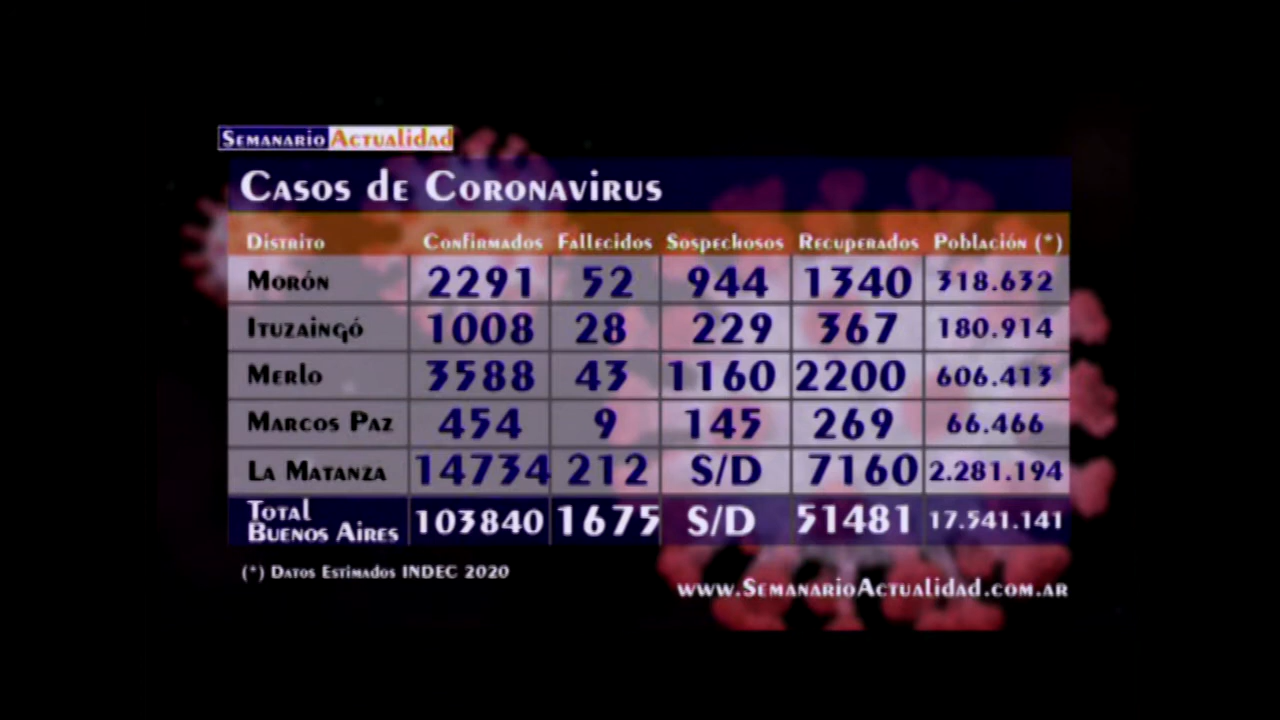 Semanario Actualidad
Casos de Coronavirus
Distrito Confirmados Fallecidos Sospechosos Recuperados Población (*)
Morón 2291 52 944 1340 318.632
Ituzaingó 1008 28 229 367 180.914
Merlo 3588 43 1160 2200 606.413
Marcos Paz 454 9 145 269 66.466
La Matanza 14734 212 S/D 7160 2.281.194
Total
Buenos Aires 103840 1675 S/D 51481 17.541.141
(*) Datos Estimados INDEC 2020
www.SemanarioActualidad.com.ar